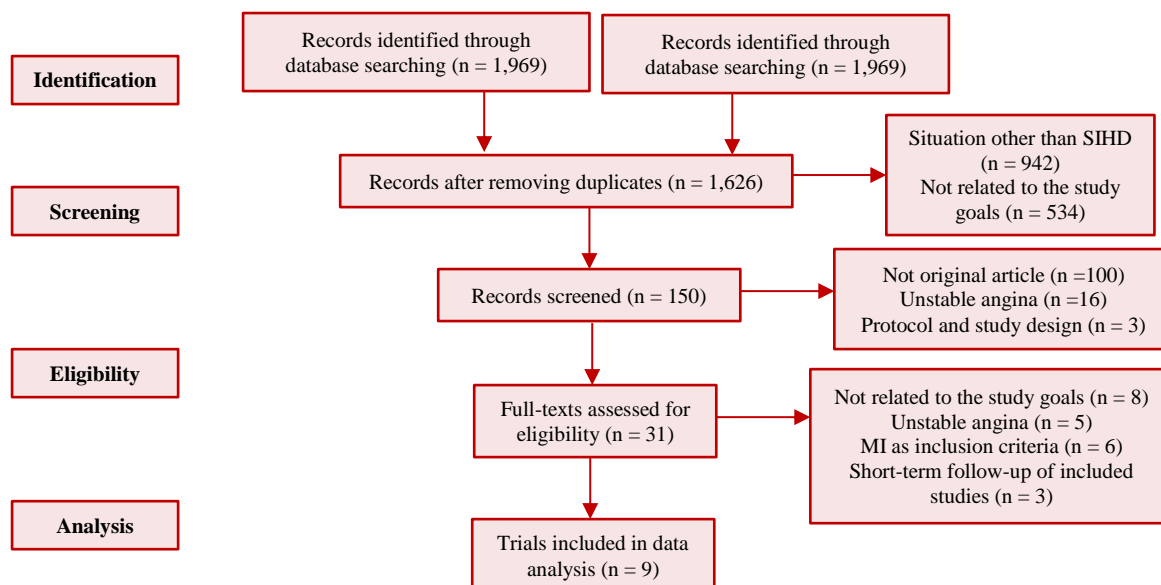 Identification
Records identified through
database searching (n = 1,969)
Records identified through
database searching (n = 1,969)
Screening
Records after removing duplicates (n = 1,626)
Situation other than SIHD
(n = 942)
Not related to the study
goals (n = 534)
Records screened (n = 150)
Not original article (n =100)
Unstable angina (n =16)
Protocol and study design (n = 3)
Eligibility
Full-texts assessed for
eligibility (n = 31)
Not related to the study goals (n = 8)
Unstable angina (n = 5)
MI as inclusion criteria (n = 6)
Short-term follow-up of included
studies (n = 3)
Analysis
Trials included in data
analysis (n = 9)